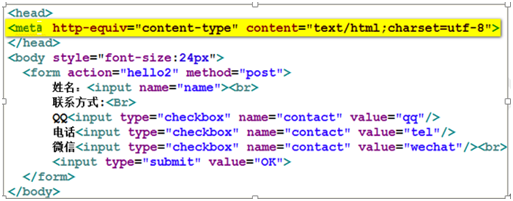 <head>
<meta http-equiv="content-type" content="text/html;charset=utf-8">
</head>
<body style="font-size:24px">
<form action="hello2" method="post">
姓名：<input name="name"><br>
联系方式:<Br>
QQ<input type="checkbox" name="contact" value="qq"/>
电话<input type="checkbox" name="contact" value="tel"/>
微信<input type="checkbox" name="contact" value="wechat"/><br>
<input type="submit" value="OK">
</form>
</body>